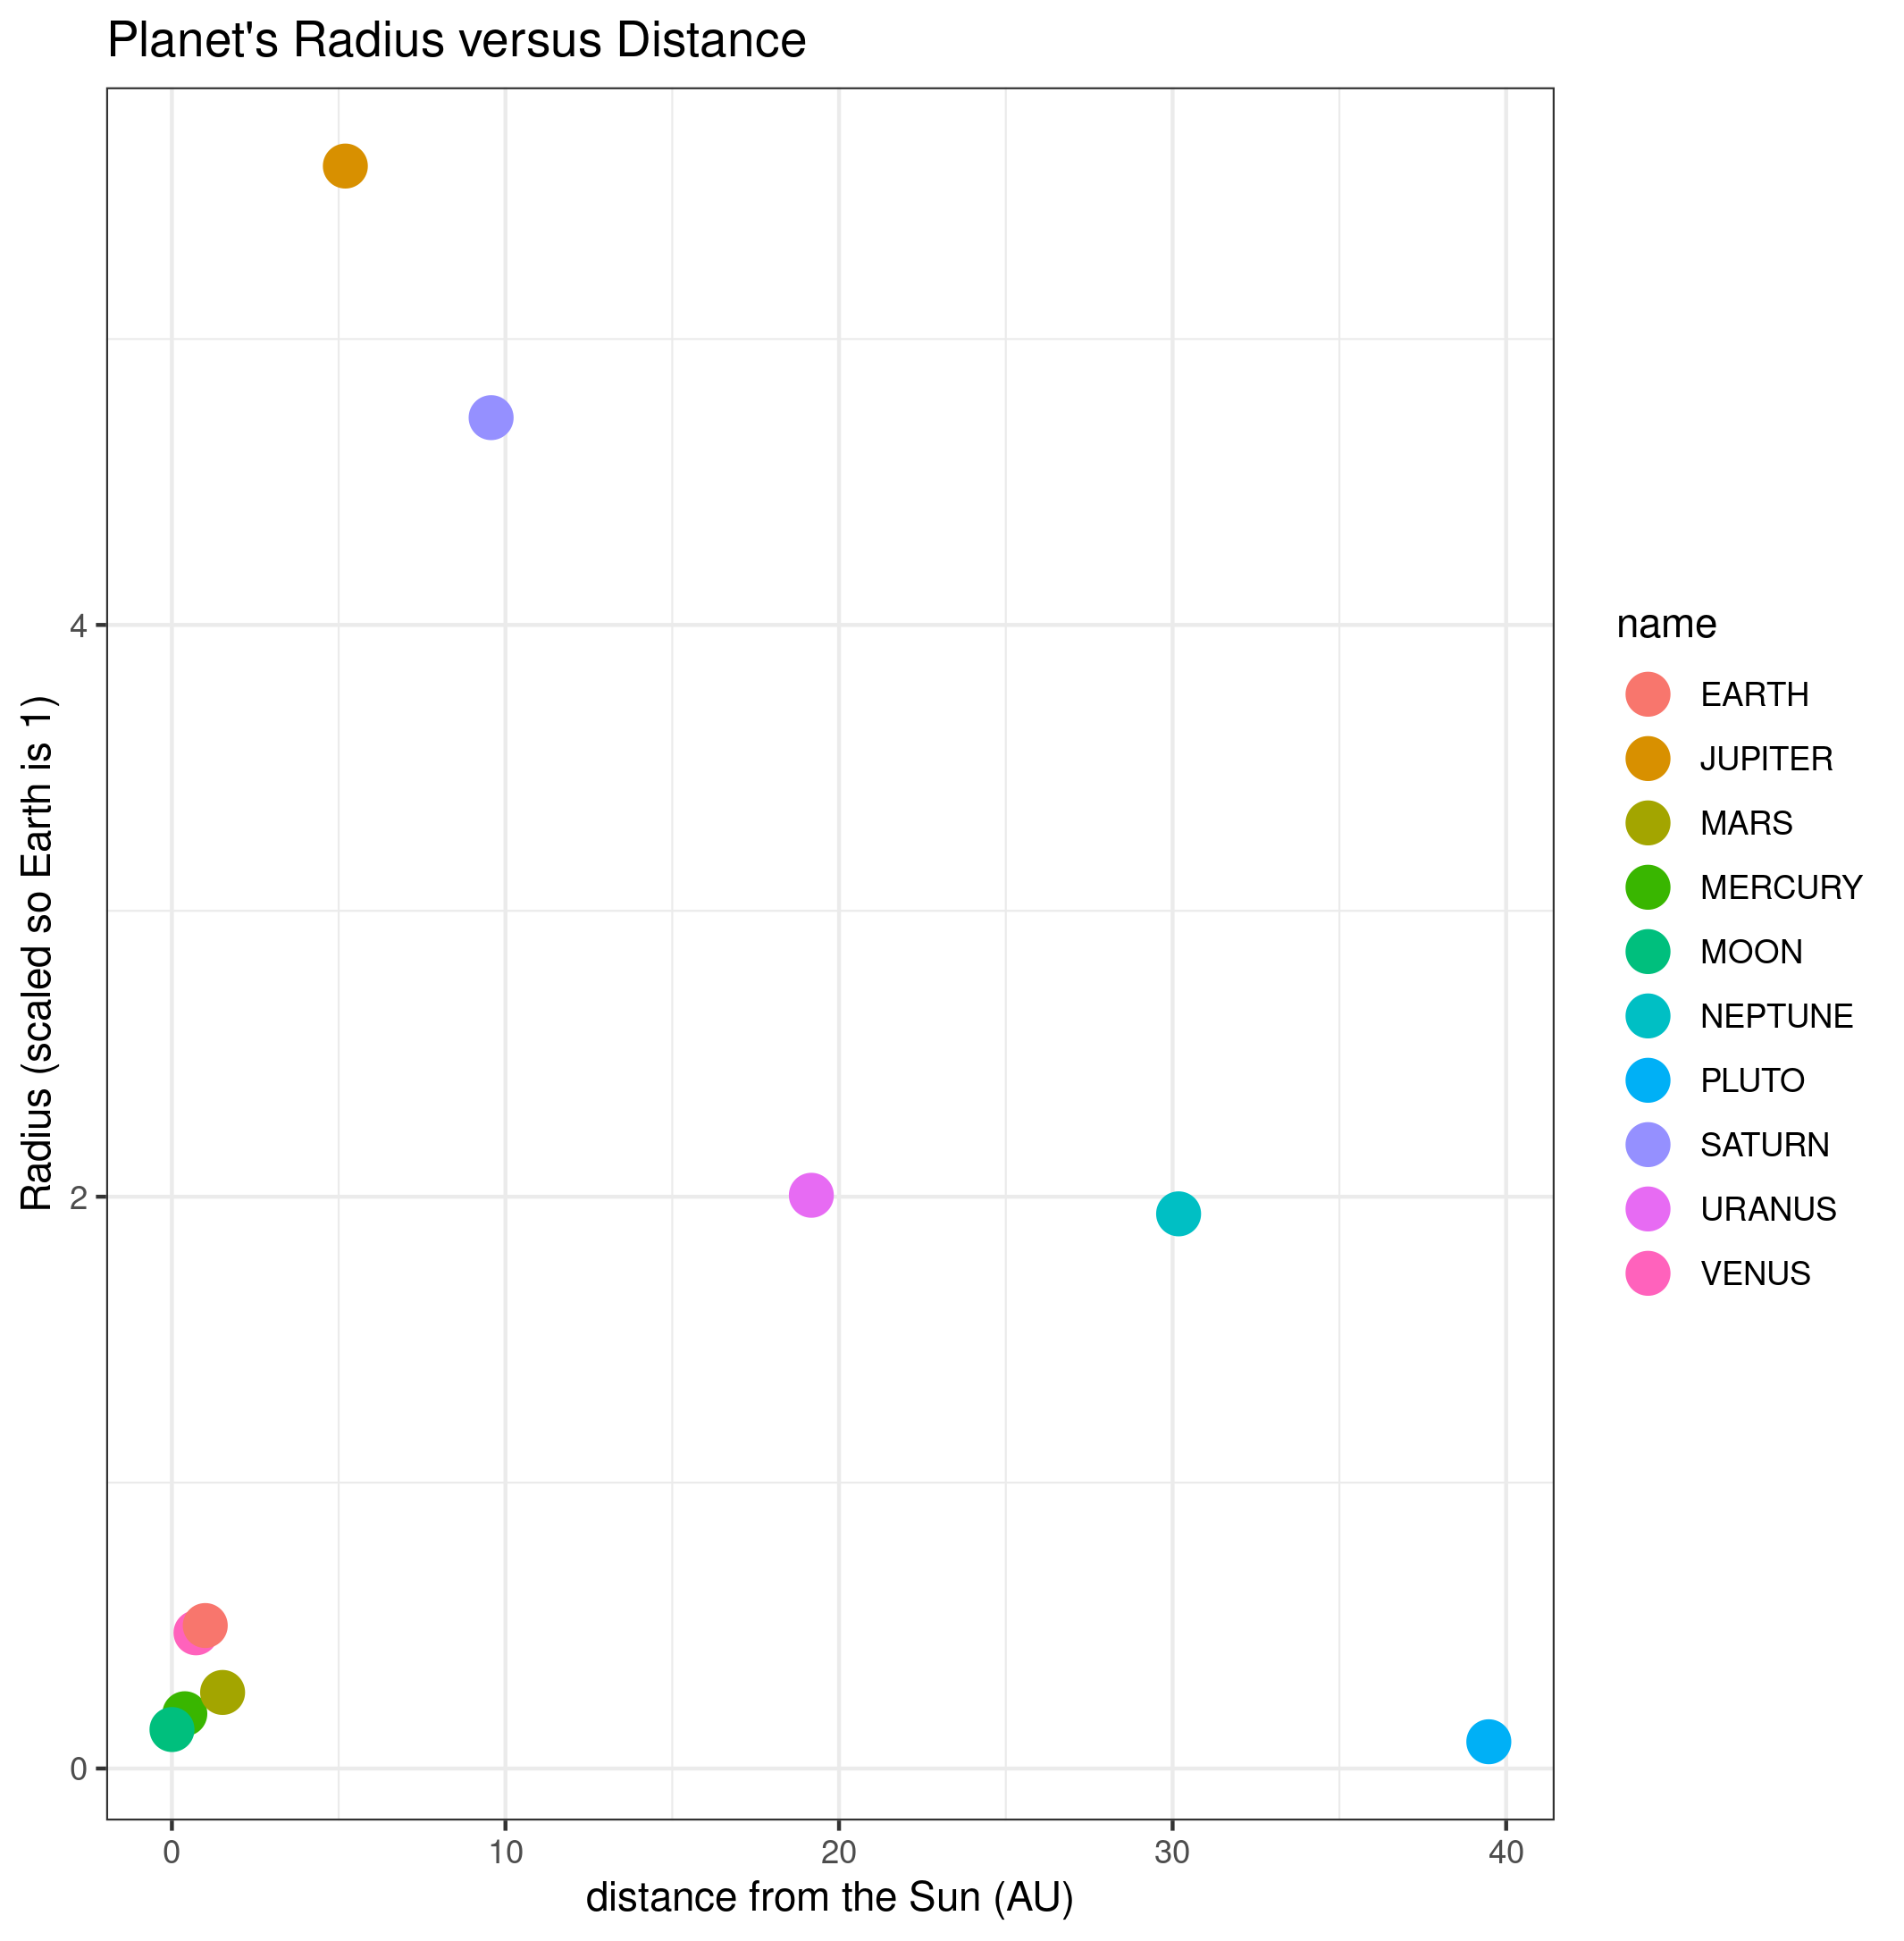 Planet's Radius versus Distance
Radius (scaled so Earth is 1)
4
2
0
0 10 20 30 40
distance from the Sun (AU)
name
EARTH
JUPITER
MARS
MERCURY
MOON
NEPTUNE
PLUTO
SATURN
URANUS
VENUS